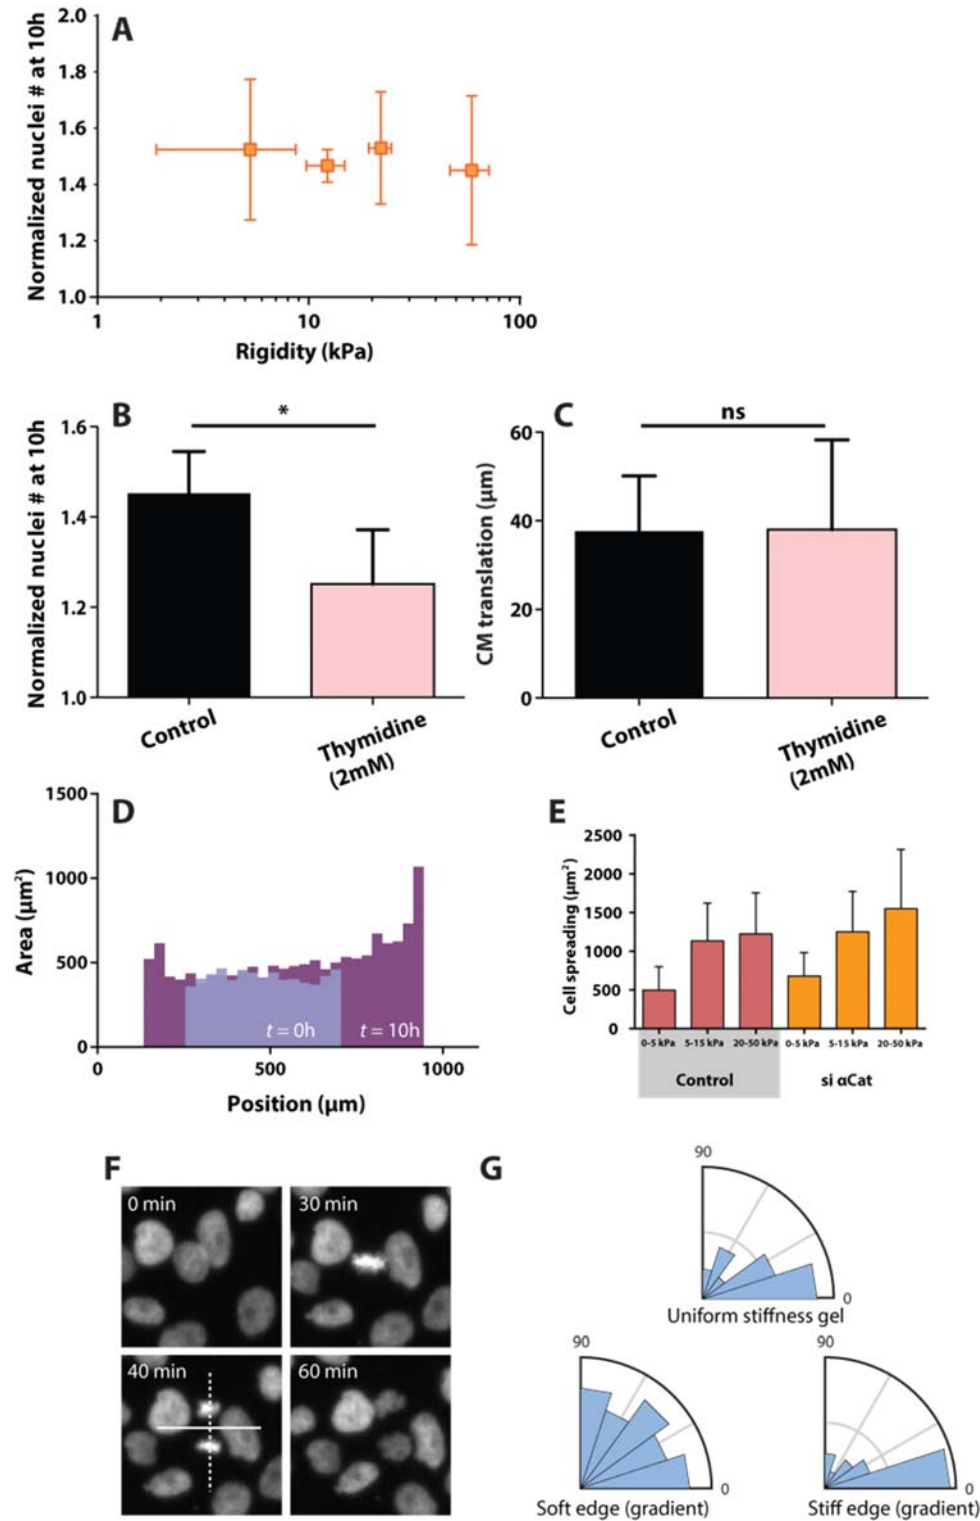 A
Normalized nuclei # at 10h
2.0
1.8
1.6
1.4
1.2
1.0
1
10
100
Rigidity (kPa)
B
Normalized nuclei # at 10h
1.6
1.4
1.2
1.0
*
Control
Thymidine
(2mM)
C
CM translation (µm)
60
40
20
0
ns
Control
Thymidine
(2mM)
D
Area (µm²)
1500
1000
500
0
t = 0h
t = 10h
0
500
1000
Position (µm)
E
Cell spreading (µm²)
2500
2000
1500
1000
500
0
0-5 kPa
5-15 kPa
20-50 kPa
0-5 kPa
5-15 kPa
20-50 kPa
Control
si αCat
F
0 min
30 min
40 min
60 min
G
90
0
Uniform stiffness gel
90
0
Soft edge (gradient)
90
0
Stiff edge (gradient)